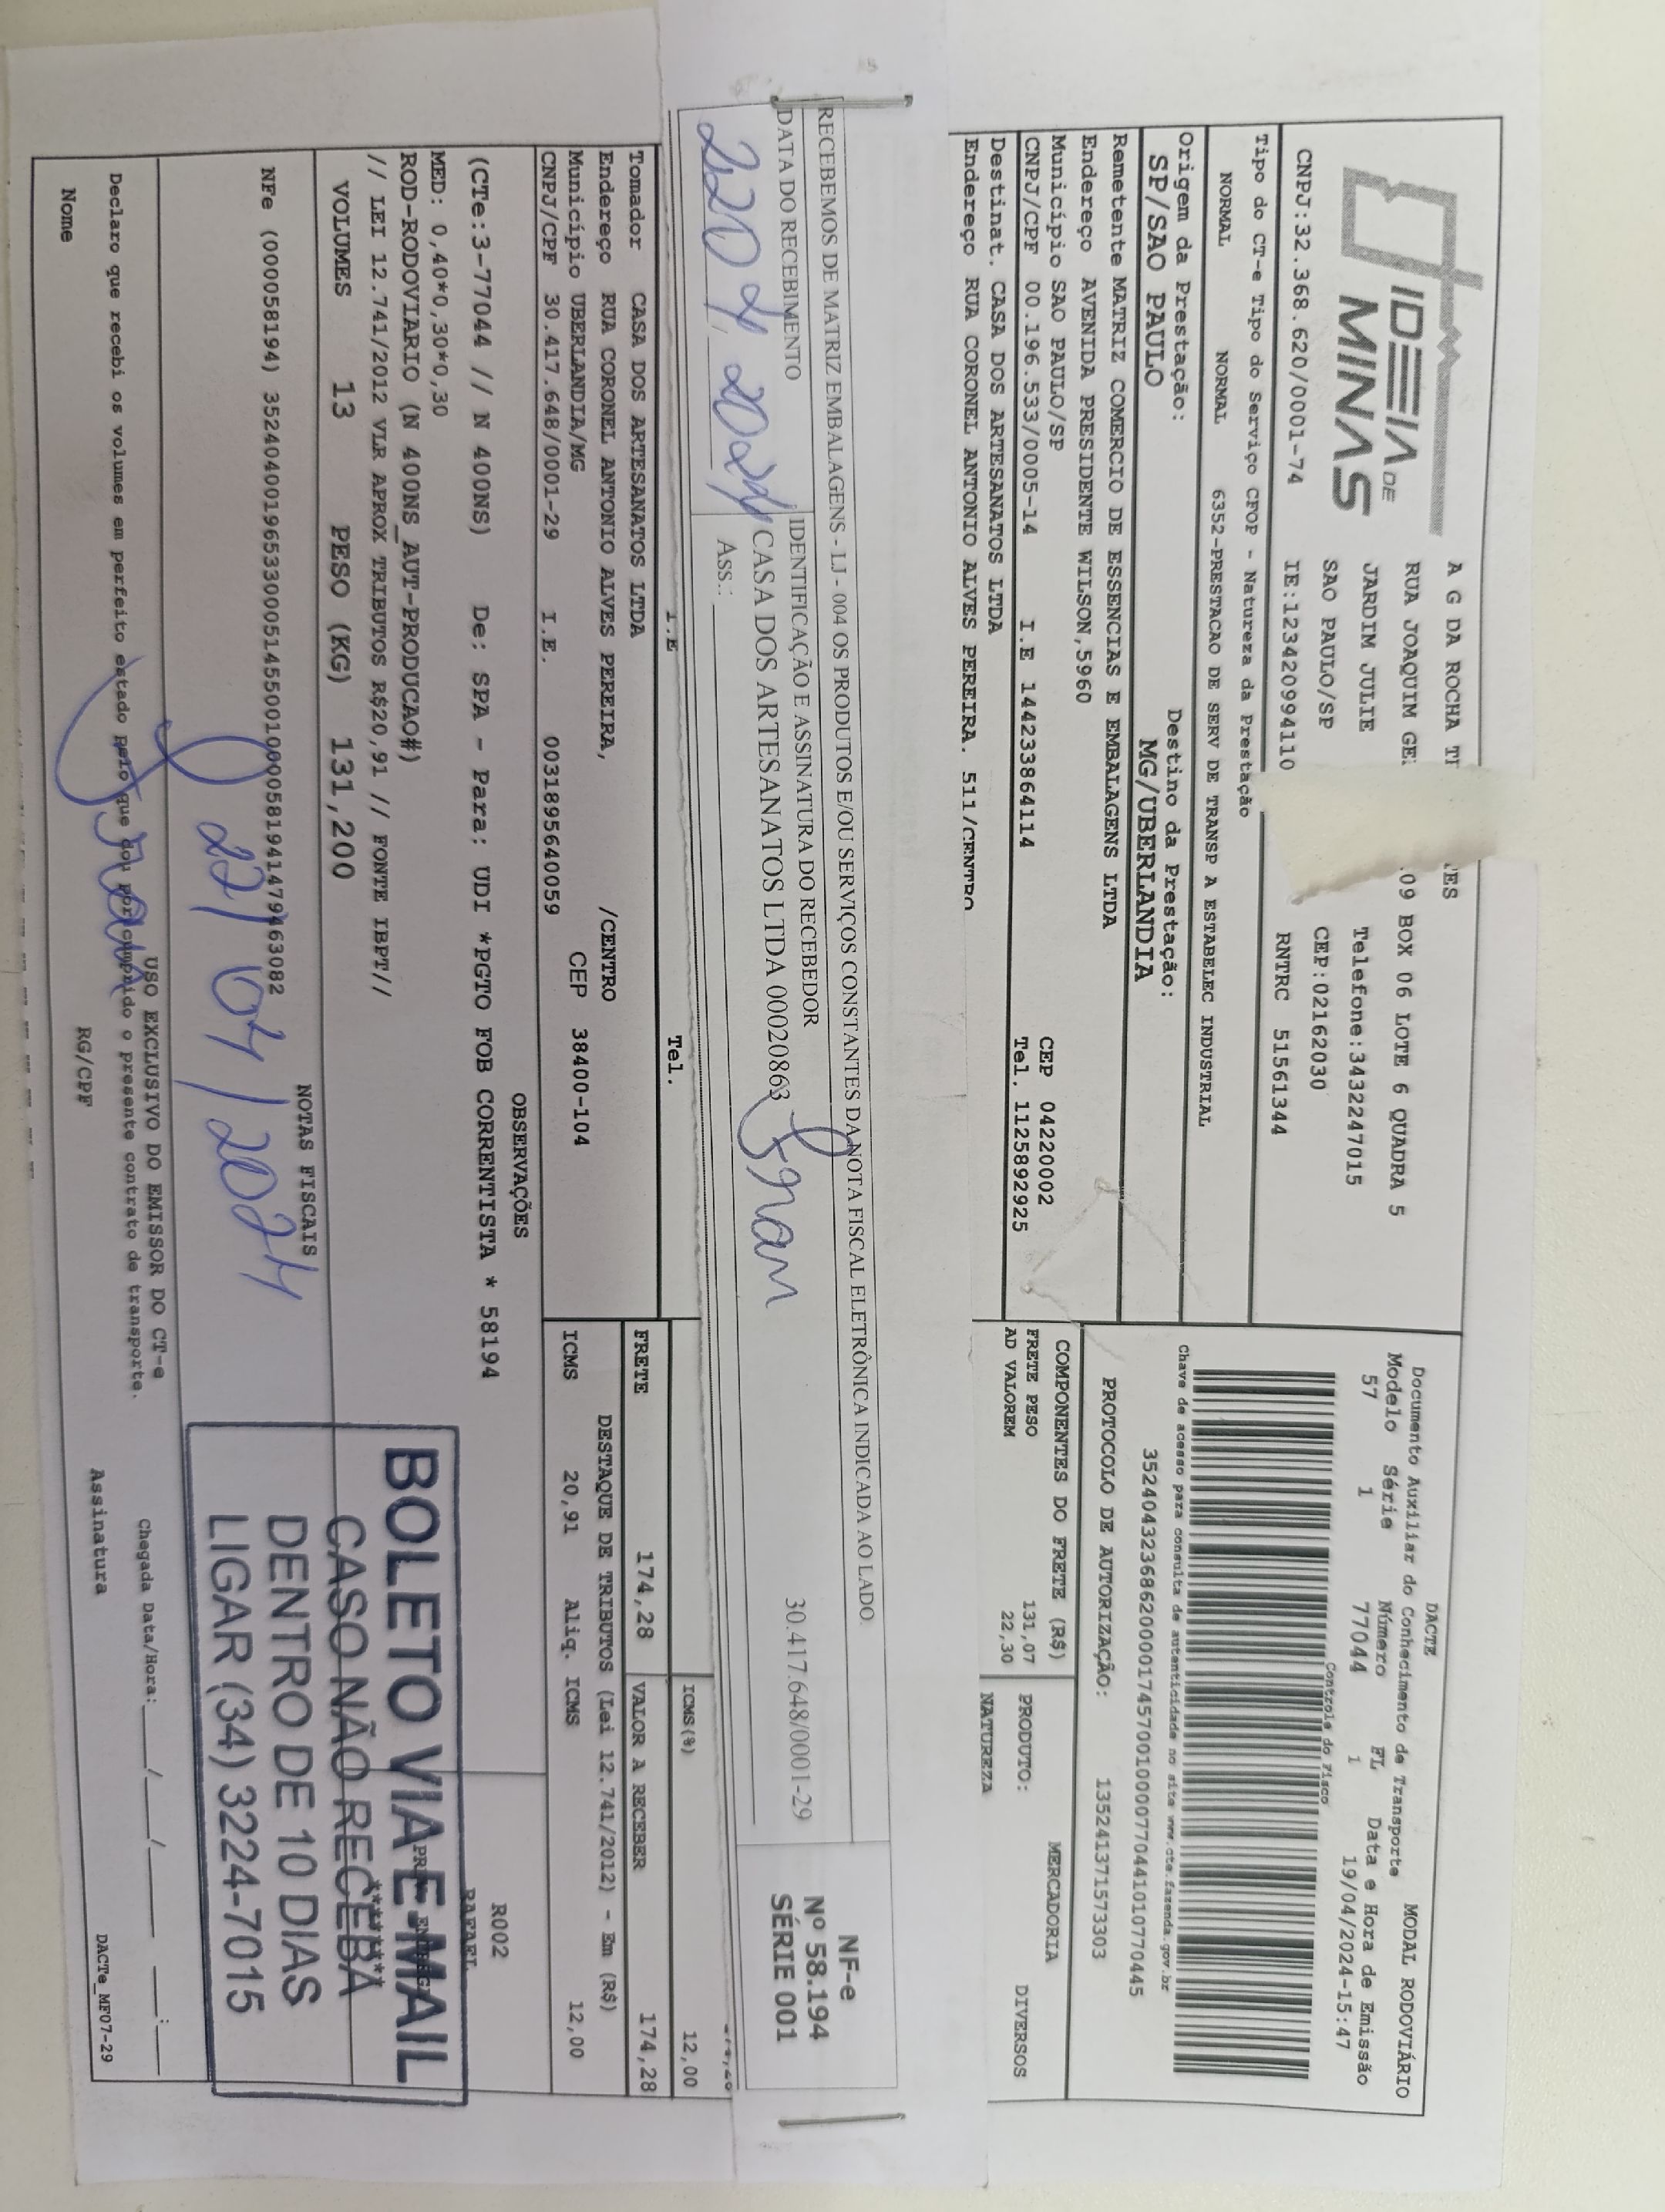 IDEIA DE
MINAS
A G DA ROCHA
RUA JOAQUIM
.09 BOX 06 LOTE 6 QUADRA 5
JARDIM JULIE
Telefone:3432247015
SAO PAULO/SP
CEP:02162030
CNPJ:32.368.620/0001-74
IE:123420994110
RNTRC 51561344
DACTE
MODAL RODOVIÁRIO
Documento Auxiliar do Conhecimento de Transporte
Modelo Série Número FL Data e Hora de Emissão
57 1 77044 1 19/04/2024-15:47
Controle do Fisco
Tipo do CT-e Tipo do Serviço CFOP - Natureza da Prestação
NORMAL NORMAL 6352-PRESTACAO DE SERV DE TRANSP A ESTABELEC INDUSTRIAL
Chave de acesso para consulta de autenticidade no site www.cte.fazenda.gov.br
35240432368620000174570010000770441010770445
Origem da Prestação: Destino da Prestação:
SP/SAO PAULO MG/UBERLANDIA
PROTOCOLO DE AUTORIZAÇÃO: 135241371573303
Remetente MATRIZ COMERCIO DE ESSENCIAS E EMBALAGENS LTDA
Endereço AVENIDA PRESIDENTE WILSON,5960
Município SAO PAULO/SP CEP 04220002
CNPJ/CPF 00.196.533/0005-14 I.E 144233864114 Tel. 1125892925
COMPONENTES DO FRETE (R$)
FRETE PESO 131,07
AD VALOREM 22,30
MERCADORIA
PRODUTO: DIVERSOS
NATUREZA
Destinat. CASA DOS ARTESANATOS LTDA
Endereço RUA CORONEL ANTONIO ALVES PEREIRA. 511/CENTRO
RECEBEMOS DE MATRIZ EMBALAGENS - LJ - 004 OS PRODUTOS E/OU SERVIÇOS CONSTANTES DA NOTA FISCAL ELETRÔNICA INDICADA AO LADO.
DATA DO RECEBIMENTO
IDENTIFICAÇÃO E ASSINATURA DO RECEBEDOR
CASA DOS ARTESANATOS LTDA 00020863
30.417.648/0001-29
ASS.:
NF-e
Nº 58.194
SÉRIE 001
I.E Tel.
ICMS(%) 12,00
Tomador CASA DOS ARTESANATOS LTDA
Endereço RUA CORONEL ANTONIO ALVES PEREIRA, /CENTRO
Município UBERLANDIA/MG CEP 38400-104
CNPJ/CPF 30.417.648/0001-29 I.E. 0031895640059
FRETE 174,28 VALOR A RECEBER 174,28
DESTAQUE DE TRIBUTOS (Lei 12.741/2012) - Em (R$)
ICMS 20,91 Aliq. ICMS 12,00
OBSERVAÇÕES
(CTe:3-77044 // N 400NS) De: SPA - Para: UDI *PGTO FOB CORRENTISTA * 58194
MED: 0,40*0,30*0,30
ROD-RODOVIARIO (N 400NS_AUT-PRODUCAO#)
// LEI 12.741/2012 VLR APROX TRIBUTOS R$20,91 // FONTE IBPT//
R002
RAFAEL
VOLUMES 13 PESO (KG) 131,200
NOTAS FISCAIS
NFe (000058194) 35240400196533000514550010000581941479463082
22/04/2024
BOLETO VIA E-MAIL
CASO NÃO RECEBA
DENTRO DE 10 DIAS
LIGAR (34) 3224-7015
USO EXCLUSIVO DO EMISSOR DO CT-e
Declaro que recebi os volumes em perfeito estado pelo que dou por cumprido o presente contrato de transporte.
Chegada Data/Hora:____/____/____ ___:___
Nome RG/CPF Assinatura
DACTe_MF07-29